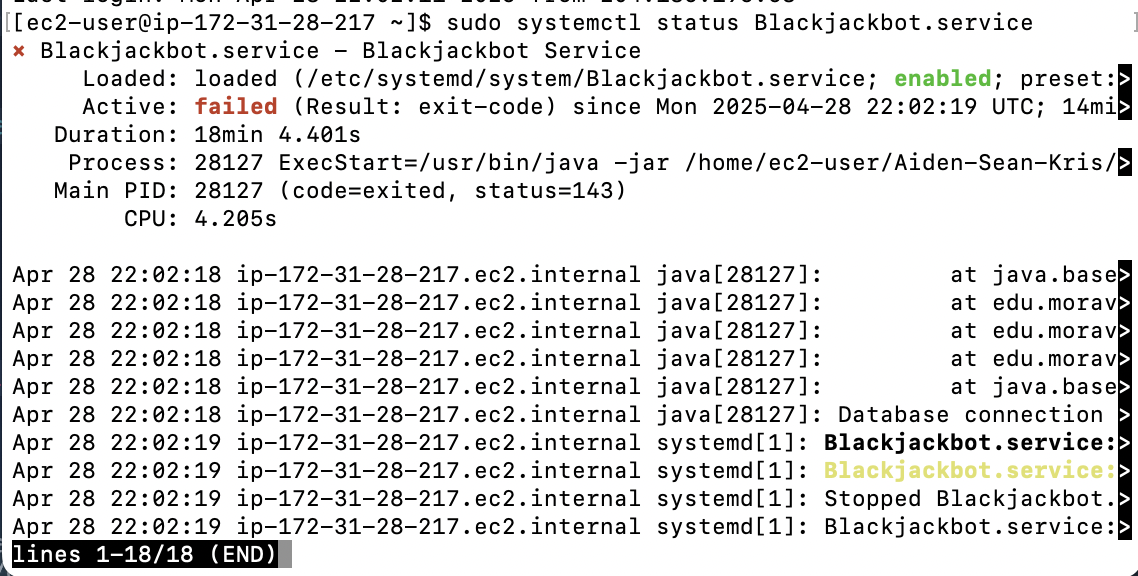 [[ec2-user@ip-172-31-28-217 ~]$ sudo systemctl status Blackjackbot.service ]
× Blackjackbot.service - Blackjackbot Service
     Loaded: loaded (/etc/systemd/system/Blackjackbot.service; enabled; preset:>
     Active: failed (Result: exit-code) since Mon 2025-04-28 22:02:19 UTC; 14mi>
   Duration: 18min 4.401s
    Process: 28127 ExecStart=/usr/bin/java -jar /home/ec2-user/Aiden-Sean-Kris/>
   Main PID: 28127 (code=exited, status=143)
        CPU: 4.205s

Apr 28 22:02:18 ip-172-31-28-217.ec2.internal java[28127]:         at java.base>
Apr 28 22:02:18 ip-172-31-28-217.ec2.internal java[28127]:         at edu.morav>
Apr 28 22:02:18 ip-172-31-28-217.ec2.internal java[28127]:         at edu.morav>
Apr 28 22:02:18 ip-172-31-28-217.ec2.internal java[28127]:         at edu.morav>
Apr 28 22:02:18 ip-172-31-28-217.ec2.internal java[28127]:         at java.base>
Apr 28 22:02:18 ip-172-31-28-217.ec2.internal java[28127]: Database connection >
Apr 28 22:02:19 ip-172-31-28-217.ec2.internal systemd[1]: Blackjackbot.service:>
Apr 28 22:02:19 ip-172-31-28-217.ec2.internal systemd[1]: Blackjackbot.service:>
Apr 28 22:02:19 ip-172-31-28-217.ec2.internal systemd[1]: Stopped Blackjackbot.>
Apr 28 22:02:19 ip-172-31-28-217.ec2.internal systemd[1]: Blackjackbot.service:>
lines 1-18/18 (END)